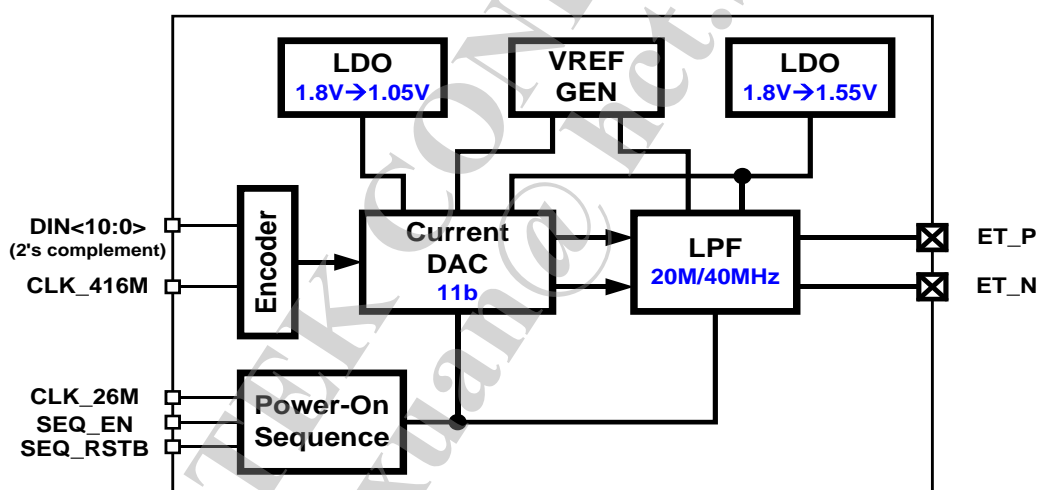 LDO
1.8V→1.05V
VREF
GEN
LDO
1.8V→1.55V
DIN<10:0>
(2's complement)
CLK_416M
Encoder
Current
DAC
11b
LPF
20M/40MHz
ET_P
ET_N
CLK_26M
SEQ_EN
SEQ_RSTB
Power-On
Sequence